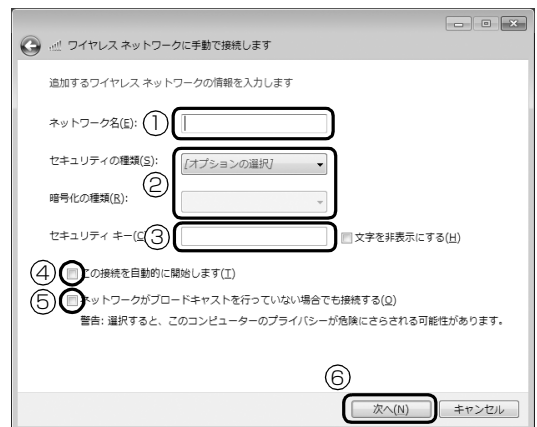 ワイヤレス ネットワークに手動で接続します
追加するワイヤレス ネットワークの情報を入力します
ネットワーク名(E): ①
セキュリティの種類(S): [オプションの選択]
②
暗号化の種類(R):
セキュリティ キー(C ③ 文字を非表示にする(H)
④ この接続を自動的に開始します(T)
⑤ ネットワークがブロードキャストを行っていない場合でも接続する(O)
警告: 選択すると、このコンピューターのプライバシーが危険にさらされる可能性があります。
⑥
次へ(N) キャンセル